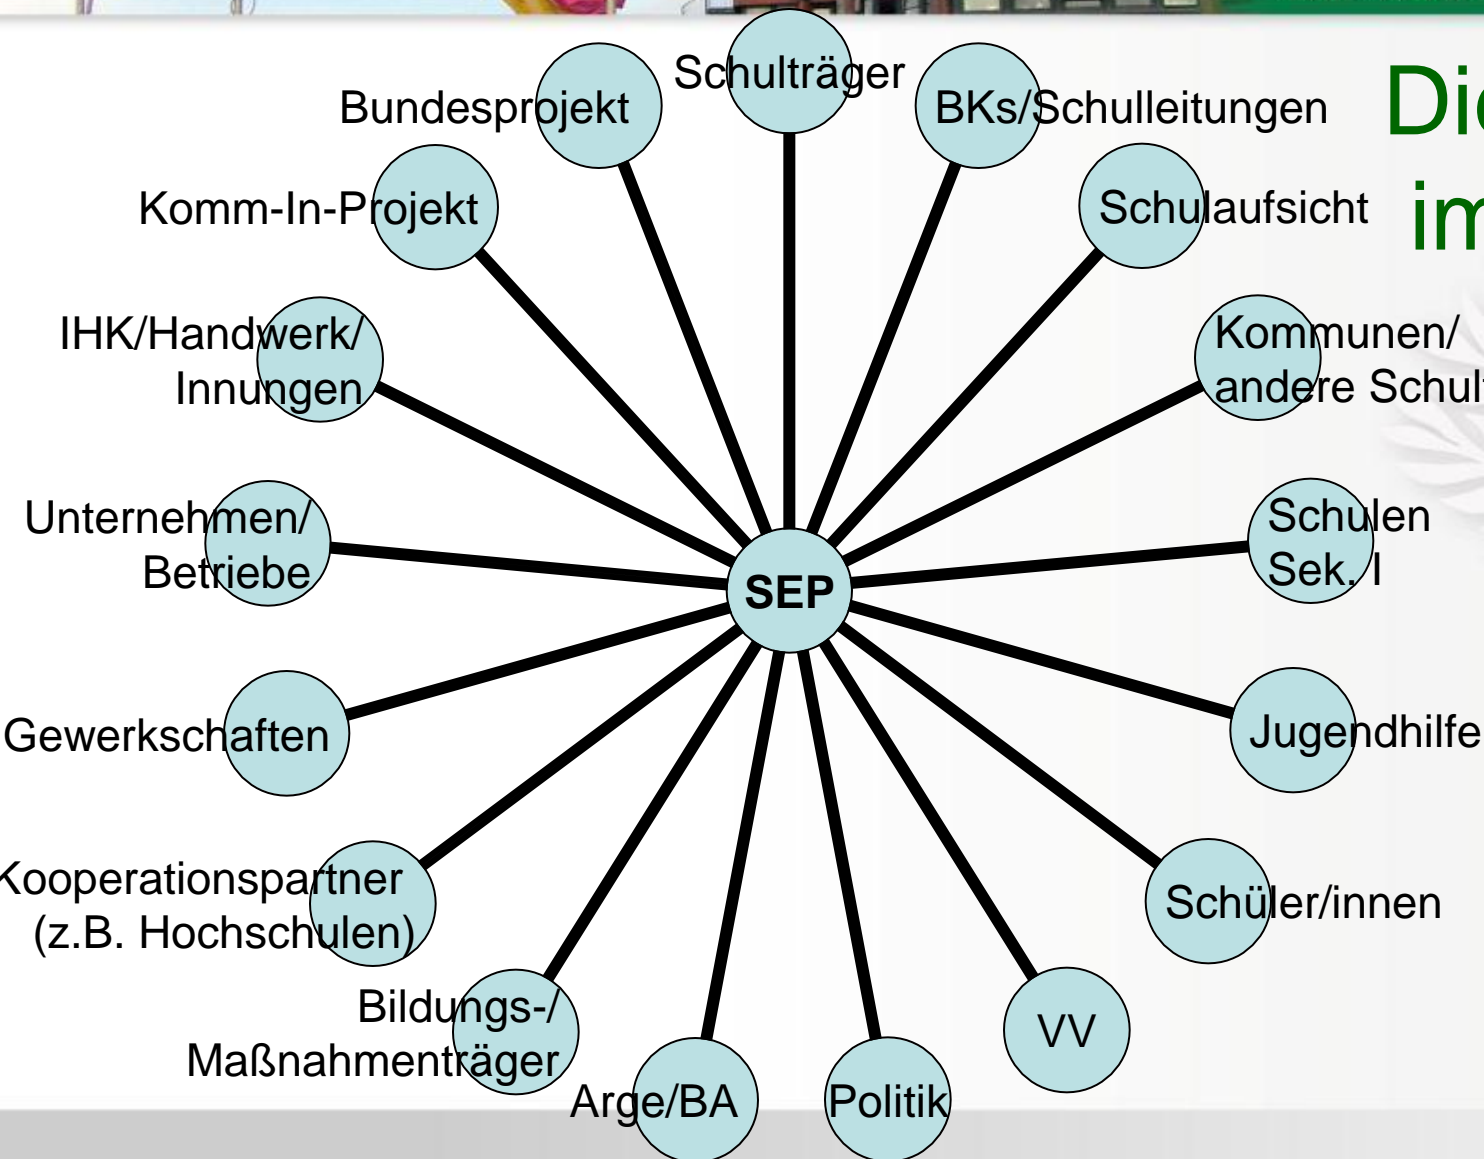 Schulträger
Bundesprojekt
BKs/Schulleitungen
Komm-In-Projekt
Schulaufsicht
IHK/Handwerk/
Innungen
Kommunen/
andere
Unternehmen/
Betriebe
Schulen
Sek. I
SEP
Gewerkschaften
Jugendhilfe
Kooperationspartner
(z.B. Hochschulen)
Schüler/innen
Bildungs-/
Maßnahmenträger
VV
Arge/BA
Politik